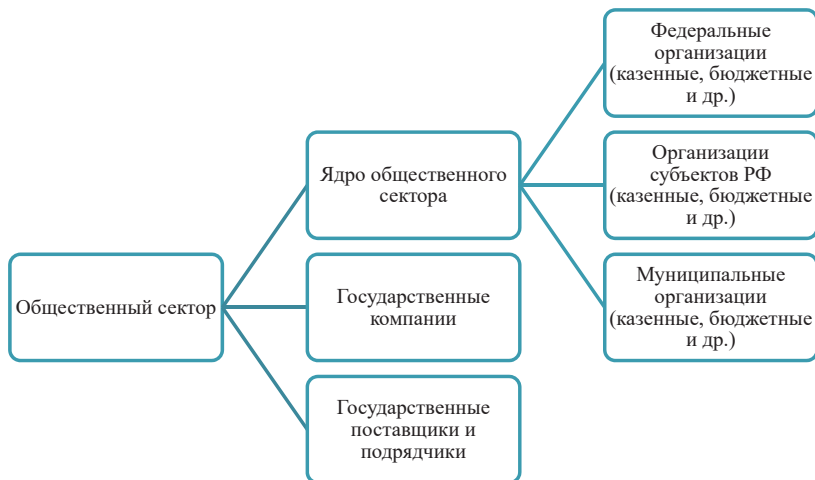 Общественный сектор
Ядро общественного
сектора
Государственные
компании
Государственные
поставщики и
подрядчики
Федеральные
организации
(казенные, бюджетные
и др.)
Организации
субъектов РФ
(казенные, бюджетные
и др.)
Муниципальные
организации
(казенные, бюджетные
и др.)